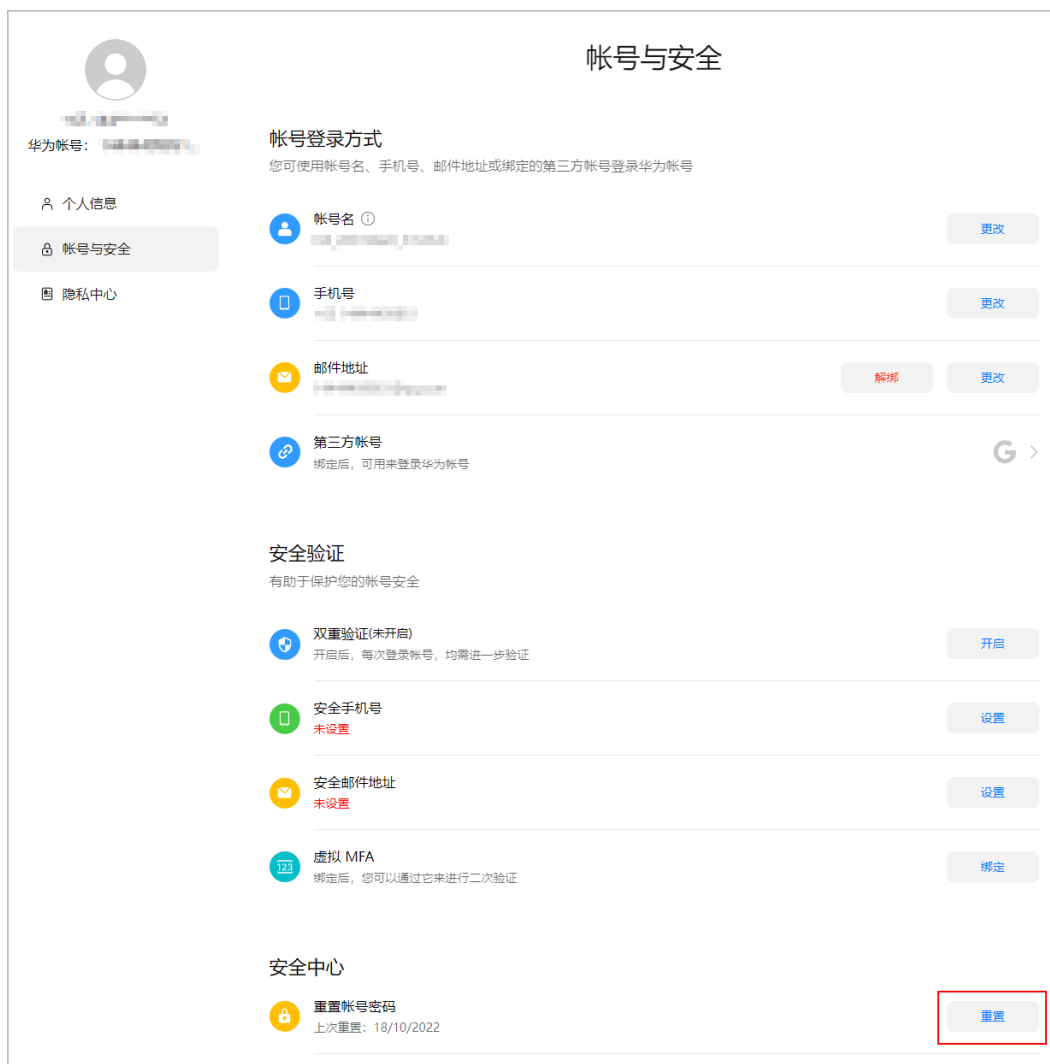 帐号与安全
华为帐号：
个人信息
帐号与安全
隐私中心
帐号登录方式
您可使用帐号名、手机号、邮件地址或绑定的第三方帐号登录华为帐号
帐号名
更改
手机号
更改
邮件地址
解绑
更改
第三方帐号
绑定后，可用来登录华为帐号
G
安全验证
有助于保护您的帐号安全
双重验证(未开启)
开启后，每次登录帐号，均需进一步验证
开启
安全手机号
未设置
设置
安全邮件地址
未设置
设置
123
虚拟 MFA
绑定后，您可以通过它来进行二次验证
绑定
安全中心
重置帐号密码
上次重置：18/10/2022
重置